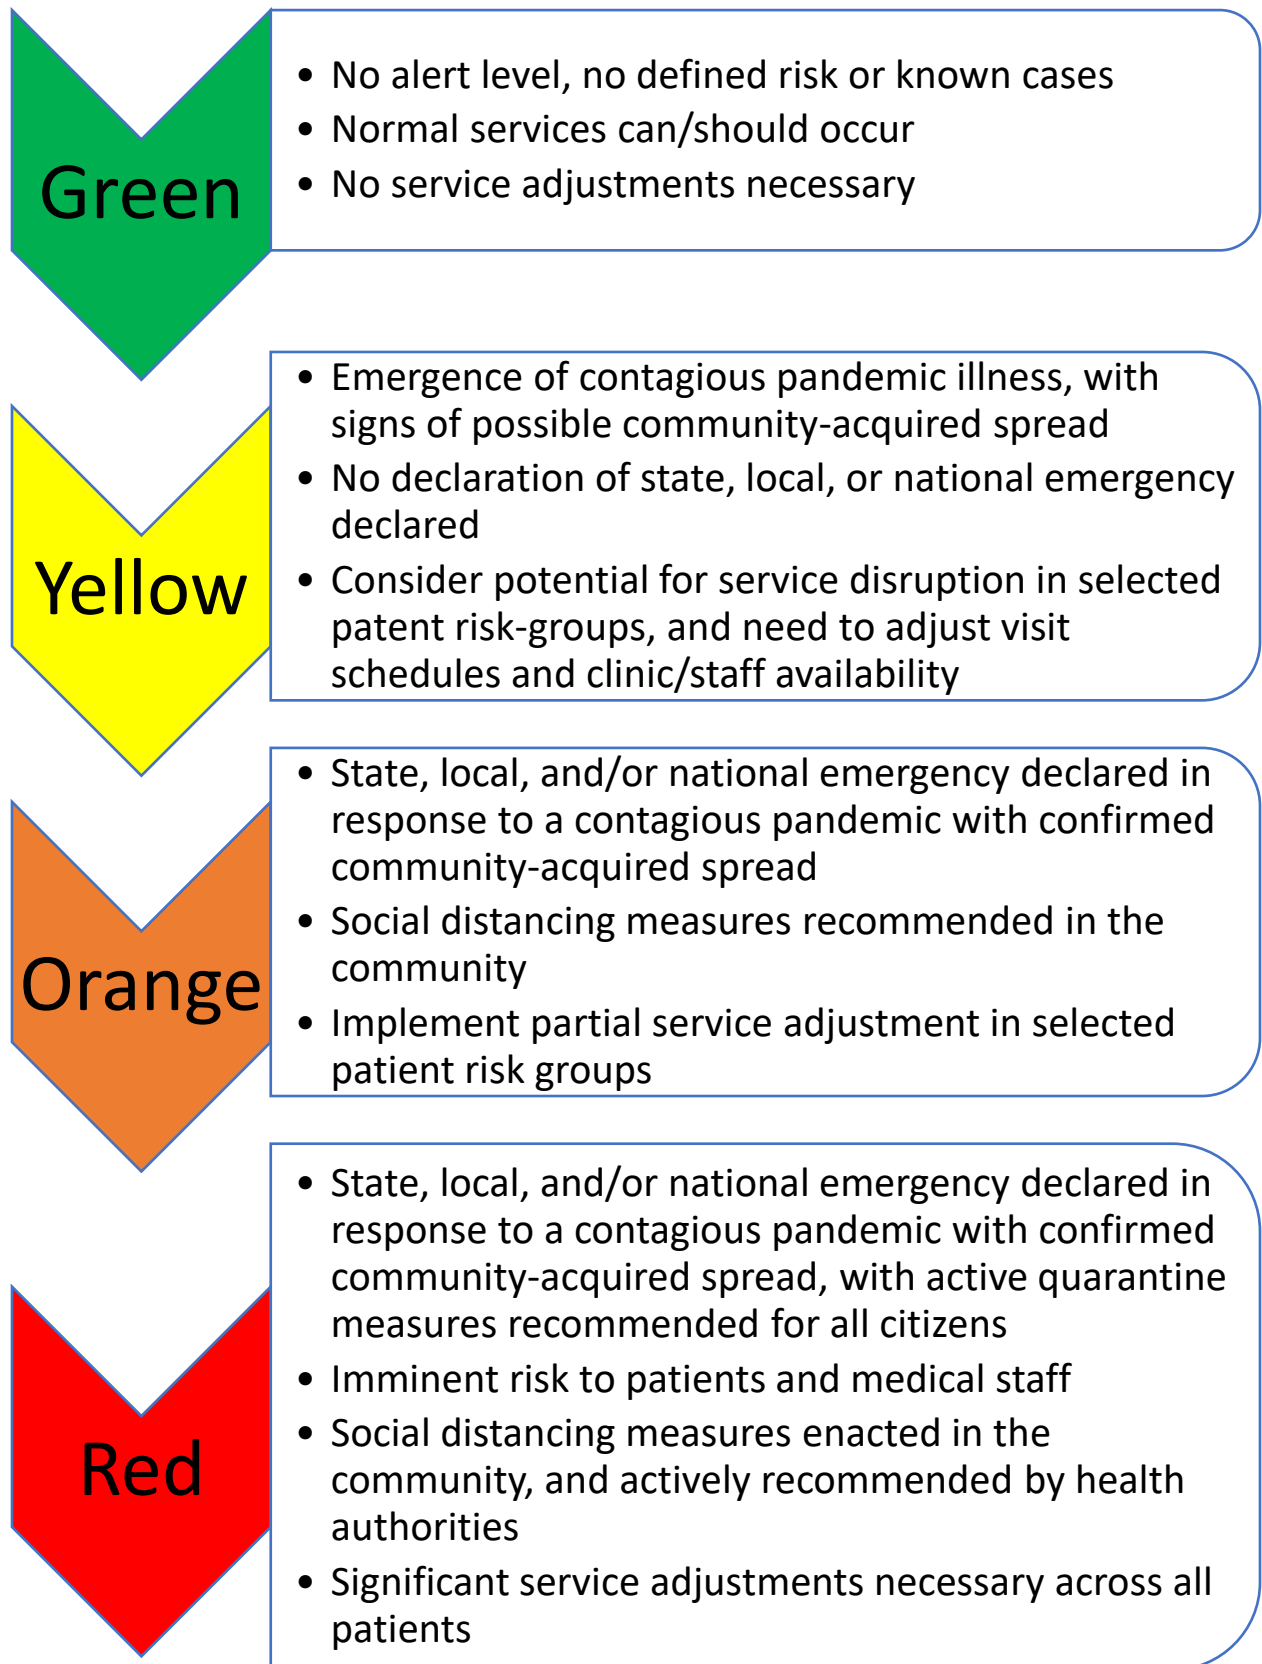 Green
• No alert level, no defined risk or known cases
• Normal services can/should occur
• No service adjustments necessary
Yellow
• Emergence of contagious pandemic illness, with
signs of possible community-acquired spread
• No declaration of state, local, or national emergency
declared
• Consider potential for service disruption in selected
patent risk-groups, and need to adjust visit
schedules and clinic/staff availability
Orange
• State, local, and/or national emergency declared in
response to a contagious pandemic with confirmed
community-acquired spread
• Social distancing measures recommended in the
community
• Implement partial service adjustment in selected
patient risk groups
Red
• State, local, and/or national emergency declared in
response to a contagious pandemic with confirmed
community-acquired spread, with active quarantine
measures recommended for all citizens
• Imminent risk to patients and medical staff
• Social distancing measures enacted in the
community, and actively recommended by health
authorities
• Significant service adjustments necessary across all
patients